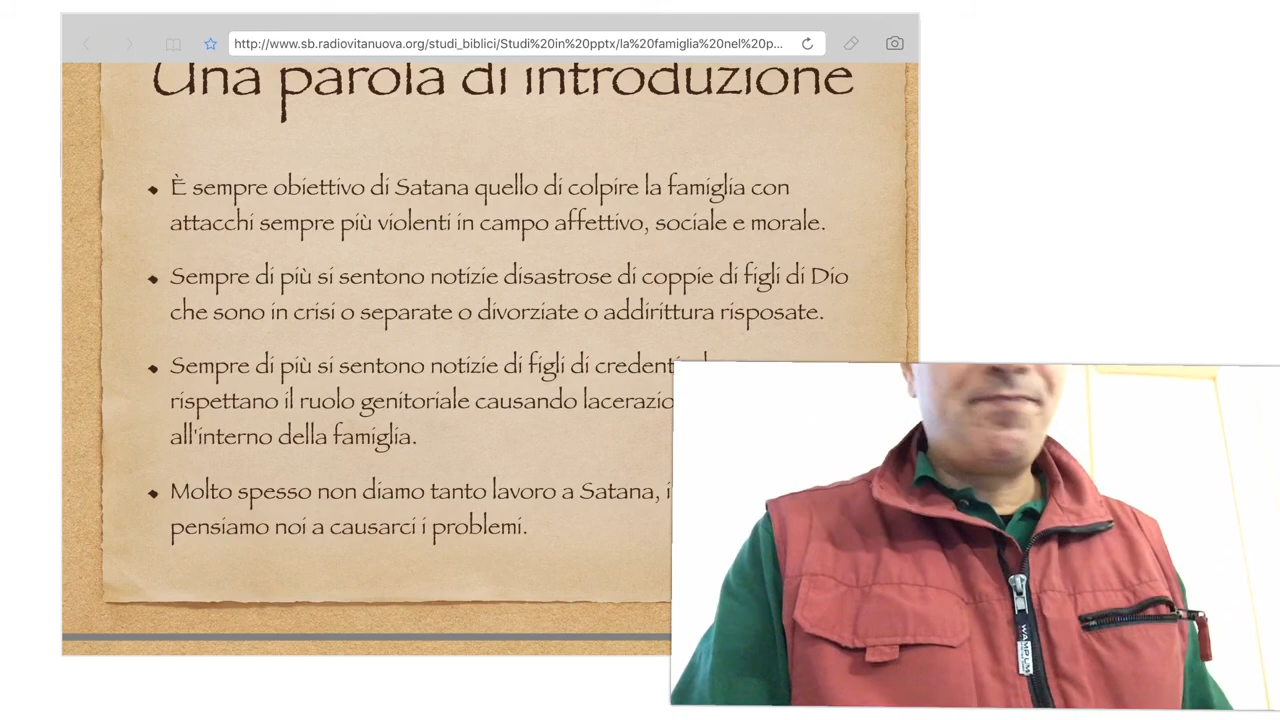 http://www.sb.radiovitanuova.org/studi_biblici/Studi%20in%20pptx/la%20famiglia%20nel%20p...
Una parola di introduzione
È sempre obiettivo di Satana quello di colpire la famiglia con
attacchi sempre più violenti in campo affettivo, sociale e morale.
Sempre di più si sentono notizie disastrose di coppie di figli di Dio
che sono in crisi o separate o divorziate o addirittura risposate.
Sempre di più si sentono notizie di figli di
rispettano il ruolo genitoriale causando
all'interno della famiglia.
Molto spesso non diamo tanto lavoro a Satana,
pensiamo noi a causarci i problemi.
WAMPUM